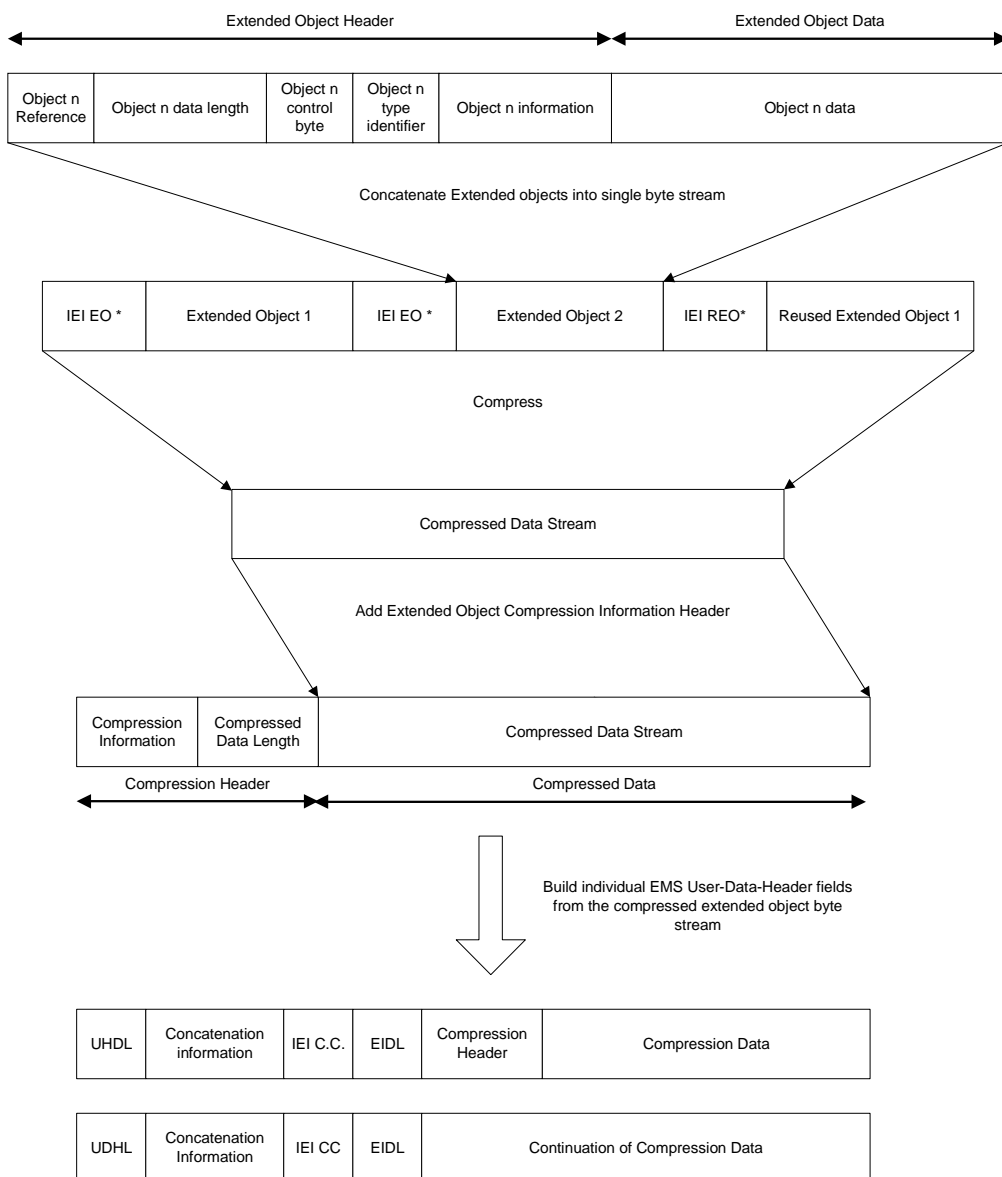 Extended Object Header
Extended Object Data
Object n
Reference
Object n data length
Object n
control
byte
Object n
type
identifier
Object n information
Object n data
Concatenate Extended objects into single byte stream
IEI EO *
Extended Object 1
IEI EO *
Extended Object 2
IEI REO*
Reused Extended Object 1
Compress
Compressed Data Stream
Add Extended Object Compression Information Header
Compression
Information
Compressed
Data Length
Compressed Data Stream
Compression Header
Compressed Data
Build individual EMS User-Data-Header fields
from the compressed extended object byte
stream
UHDL
Concatenation
information
IEI C.C.
EIDL
Compression
Header
Compression Data
UDHL
Concatenation
Information
IEI CC
EIDL
Continuation of Compression Data